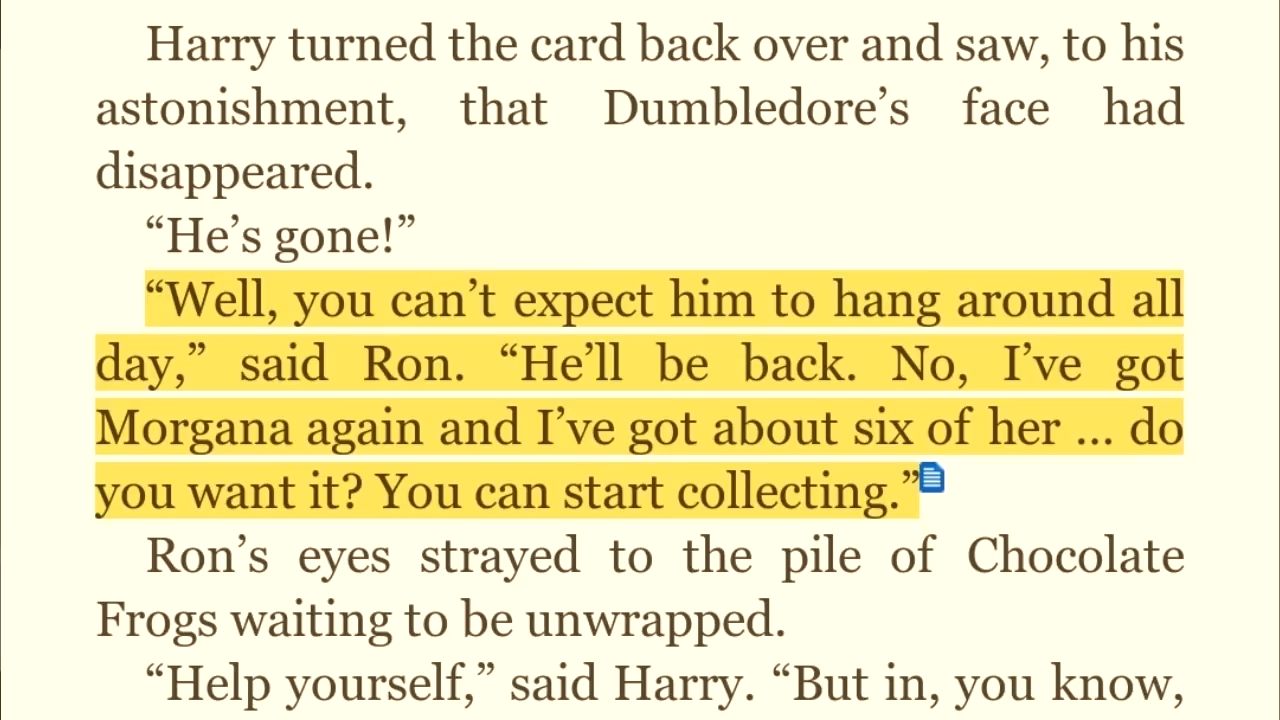 Harry turned the card back over and saw, to his
astonishment, that Dumbledore’s face had
disappeared.
“He’s gone!”
“Well, you can’t expect him to hang around all
day,” said Ron. “He’ll be back. No, I’ve got
Morgana again and I’ve got about six of her ... do
you want it? You can start collecting.”
Ron’s eyes strayed to the pile of Chocolate
Frogs waiting to be unwrapped.
“Help yourself,” said Harry. “But in, you know,